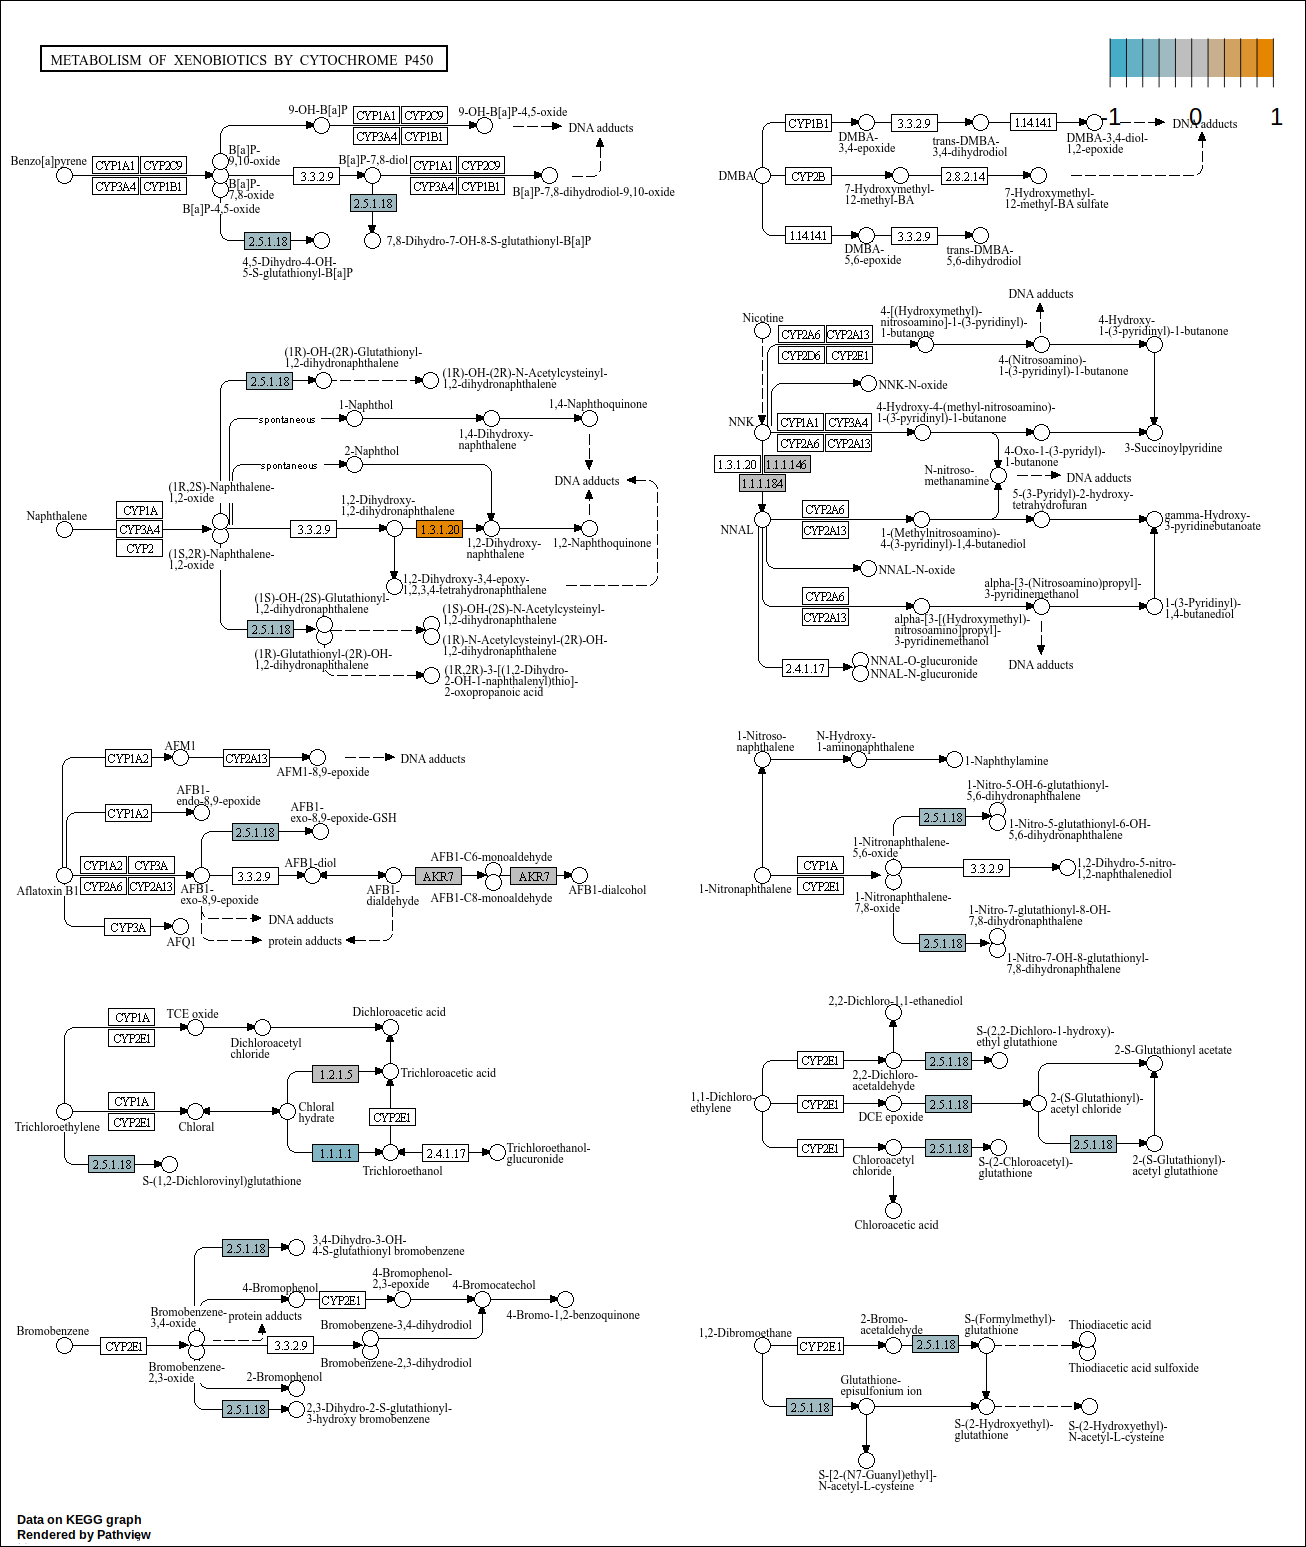 METABOLISM OF XENOBIOTICS BY CYTOCHROME P450
-1 0 1
9-OH-B[a]P
CYP1A1 CYP2C9
CYP3A4 CYP1B1
9-OH-B[a]P-4,5-oxide
DNA adducts
Benzo[a]pyrene
CYP1A1 CYP2C9
CYP3A4 CYP1B1
B[a]P-
9,10-oxide
B[a]P-
7,8-oxide
B[a]P-4,5-oxide
3.3.2.9
B[a]P-7,8-diol
CYP1A1 CYP2C9
CYP3A4 CYP1B1
B[a]P-7,8-dihydrodiol-9,10-oxide
2.5.1.18
7,8-Dihydro-7-OH-8-S-glutathionyl-B[a]P
2.5.1.18
4,5-Dihydro-4-OH-
5-S-glutathionyl-B[a]P
CYP1B1
DMBA-
3,4-epoxide
3.3.2.9
trans-DMBA-
3,4-dihydrodiol
1.14.14.1
DMBA-3,4-diol-
1,2-epoxide
DNA adducts
DMBA
CYP2B
7-Hydroxymethyl-
12-methyl-BA
2.8.2.14
7-Hydroxymethyl-
12-methyl-BA sulfate
1.14.14.1
DMBA-
5,6-epoxide
3.3.2.9
trans-DMBA-
5,6-dihydrodiol
(1R)-OH-(2R)-Glutathionyl-
1,2-dihydronaphthalene
2.5.1.18
(1R)-OH-(2R)-N-Acetylcysteinyl-
1,2-dihydronaphthalene
spontaneous
1-Naphthol
1,4-Dihydroxy-
naphthalene
1,4-Naphthoquinone
spontaneous
2-Naphthol
DNA adducts
(1R,2S)-Naphthalene-
1,2-oxide
Naphthalene
CYP1A
CYP3A4
CYP2
(1S,2R)-Naphthalene-
1,2-oxide
3.3.2.9
1,2-Dihydroxy-
1,2-dihydronaphthalene
1.3.1.20
1,2-Dihydroxy-
naphthalene
1,2-Naphthoquinone
1,2-Dihydroxy-3,4-epoxy-
1,2,3,4-tetrahydronaphthalene
(1S)-OH-(2S)-Glutathionyl-
1,2-dihydronaphthalene
2.5.1.18
(1R)-Glutathionyl-(2R)-OH-
1,2-dihydronaphthalene
(1S)-OH-(2S)-N-Acetylcysteinyl-
1,2-dihydronaphthalene
(1R)-N-Acetylcysteinyl-(2R)-OH-
1,2-dihydronaphthalene
(1R,2R)-3-[(1,2-Dihydro-
2-OH-1-naphthalenyl)thio]-
2-oxopropanoic acid
Nicotine
CYP2A6 CYP2A13
CYP2D6 CYP2E1
4-[(Hydroxymethyl)-
nitrosoamino]-1-(3-pyridinyl)-
1-butanone
DNA adducts
4-(Nitrosoamino)-
1-(3-pyridinyl)-1-butanone
4-Hydroxy-
1-(3-pyridinyl)-1-butanone
NNK-N-oxide
NNK
CYP1A1 CYP3A4
CYP2A6 CYP2A13
4-Hydroxy-4-(methyl-nitrosoamino)-
1-(3-pyridinyl)-1-butanone
4-Oxo-1-(3-pyridyl)-
1-butanone
3-Succinoylpyridine
1.3.1.20 1.1.1.146
1.1.1.184
N-nitroso-
methanamine
DNA adducts
NNAL
CYP2A6
CYP2A13
1-(Methylnitrosoamino)-
4-(3-pyridinyl)-1,4-butanediol
5-(3-Pyridyl)-2-hydroxy-
tetrahydrofuran
gamma-Hydroxy-
3-pyridinebutanoate
NNAL-N-oxide
CYP2A6
CYP2A13
alpha-[3-[(Hydroxymethyl)-
nitrosoamino]propyl]-
3-pyridinemethanol
alpha-[3-(Nitrosoamino)propyl]-
3-pyridinemethanol
1-(3-Pyridinyl)-
1,4-butanediol
DNA adducts
2.4.1.17
NNAL-O-glucuronide
NNAL-N-glucuronide
CYP1A2
AFM1
CYP2A13
AFM1-8,9-epoxide
DNA adducts
CYP1A2
AFB1-
endo-8,9-epoxide
2.5.1.18
AFB1-
exo-8,9-epoxide-GSH
Aflatoxin B1
CYP1A2 CYP3A
CYP2A6 CYP2A13
AFB1-
exo-8,9-epoxide
3.3.2.9
AFB1-diol
AFB1-
dialdehyde
AKR7
AFB1-C6-monoaldehyde
AFB1-C8-monoaldehyde
AKR7
AFB1-dialcohol
CYP3A
AFQ1
DNA adducts
protein adducts
1-Nitroso-
naphthalene
N-Hydroxy-
1-aminonaphthalene
1-Naphthylamine
1-Nitro-5-OH-6-glutathionyl-
5,6-dihydronaphthalene
2.5.1.18
1-Nitro-5-glutathionyl-6-OH-
5,6-dihydronaphthalene
1-Nitronaphthalene
CYP1A
CYP2E1
1-Nitronaphthalene-
5,6-oxide
3.3.2.9
1,2-Dihydro-5-nitro-
1,2-naphthalenediol
1-Nitronaphthalene-
7,8-oxide
1-Nitro-7-glutathionyl-8-OH-
7,8-dihydronaphthalene
2.5.1.18
1-Nitro-7-OH-8-glutathionyl-
7,8-dihydronaphthalene
CYP1A
CYP2E1
TCE oxide
Dichloroacetyl
chloride
Dichloroacetic acid
1.2.1.5
Trichloroacetic acid
Trichloroethylene
CYP1A
CYP2E1
Chloral
Chloral
hydrate
CYP2E1
1.1.1.1
Trichloroethanol
2.4.1.17
Trichloroethanol-
glucuronide
2.5.1.18
S-(1,2-Dichlorovinyl)glutathione
2,2-Dichloro-1,1-ethanediol
CYP2E1
2,2-Dichloro-
acetaldehyde
2.5.1.18
S-(2,2-Dichloro-1-hydroxy)-
ethyl glutathione
2-S-Glutathionyl acetate
1,1-Dichloro-
ethylene
CYP2E1
DCE epoxide
2.5.1.18
2-(S-Glutathionyl)-
acetyl chloride
CYP2E1
Chloroacetyl
chloride
2.5.1.18
S-(2-Chloroacetyl)-
glutathione
2.5.1.18
2-(S-Glutathionyl)-
acetyl glutathione
Chloroacetic acid
2.5.1.18
3,4-Dihydro-3-OH-
4-S-glutathionyl bromobenzene
4-Bromophenol
CYP2E1
4-Bromophenol-
2,3-epoxide
4-Bromocatechol
4-Bromo-1,2-benzoquinone
Bromobenzene
CYP2E1
Bromobenzene-
3,4-oxide
protein adducts
3.3.2.9
Bromobenzene-3,4-dihydrodiol
Bromobenzene-2,3-dihydrodiol
Bromobenzene-
2,3-oxide
2-Bromophenol
2.5.1.18
2,3-Dihydro-2-S-glutathionyl-
3-hydroxy bromobenzene
1,2-Dibromoethane
CYP2E1
2-Bromo-
acetaldehyde
2.5.1.18
S-(Formylmethyl)-
glutathione
Thiodiacetic acid
Thiodiacetic acid sulfoxide
2.5.1.18
Glutathione-
episulfonium ion
S-(2-Hydroxyethyl)-
glutathione
S-(2-Hydroxyethyl)-
N-acetyl-L-cysteine
S-[2-(N7-Guanyl)ethyl]-
N-acetyl-L-cysteine
Data on KEGG graph
Rendered by Pathview